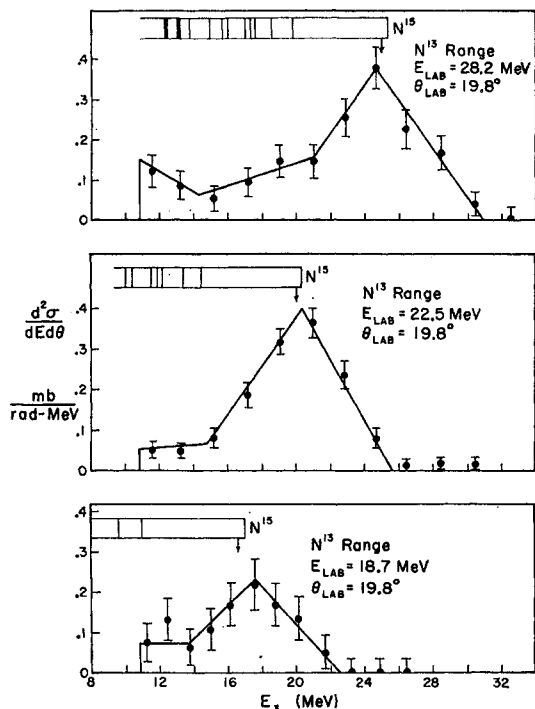 N15
N13 Range
ELAB = 28.2 MeV
θLAB = 19.8°
.4
.3
.2
.1
0
N15
N13 Range
ELAB = 22.5 MeV
θLAB = 19.8°
d2σ
dEdθ
mb
rad-MeV
.4
.3
.2
.1
0
N15
N13 Range
ELAB = 18.7 MeV
θLAB = 19.8°
.4
.3
.2
.1
0
8 12 16 20 24 28 32
Ex (MeV)